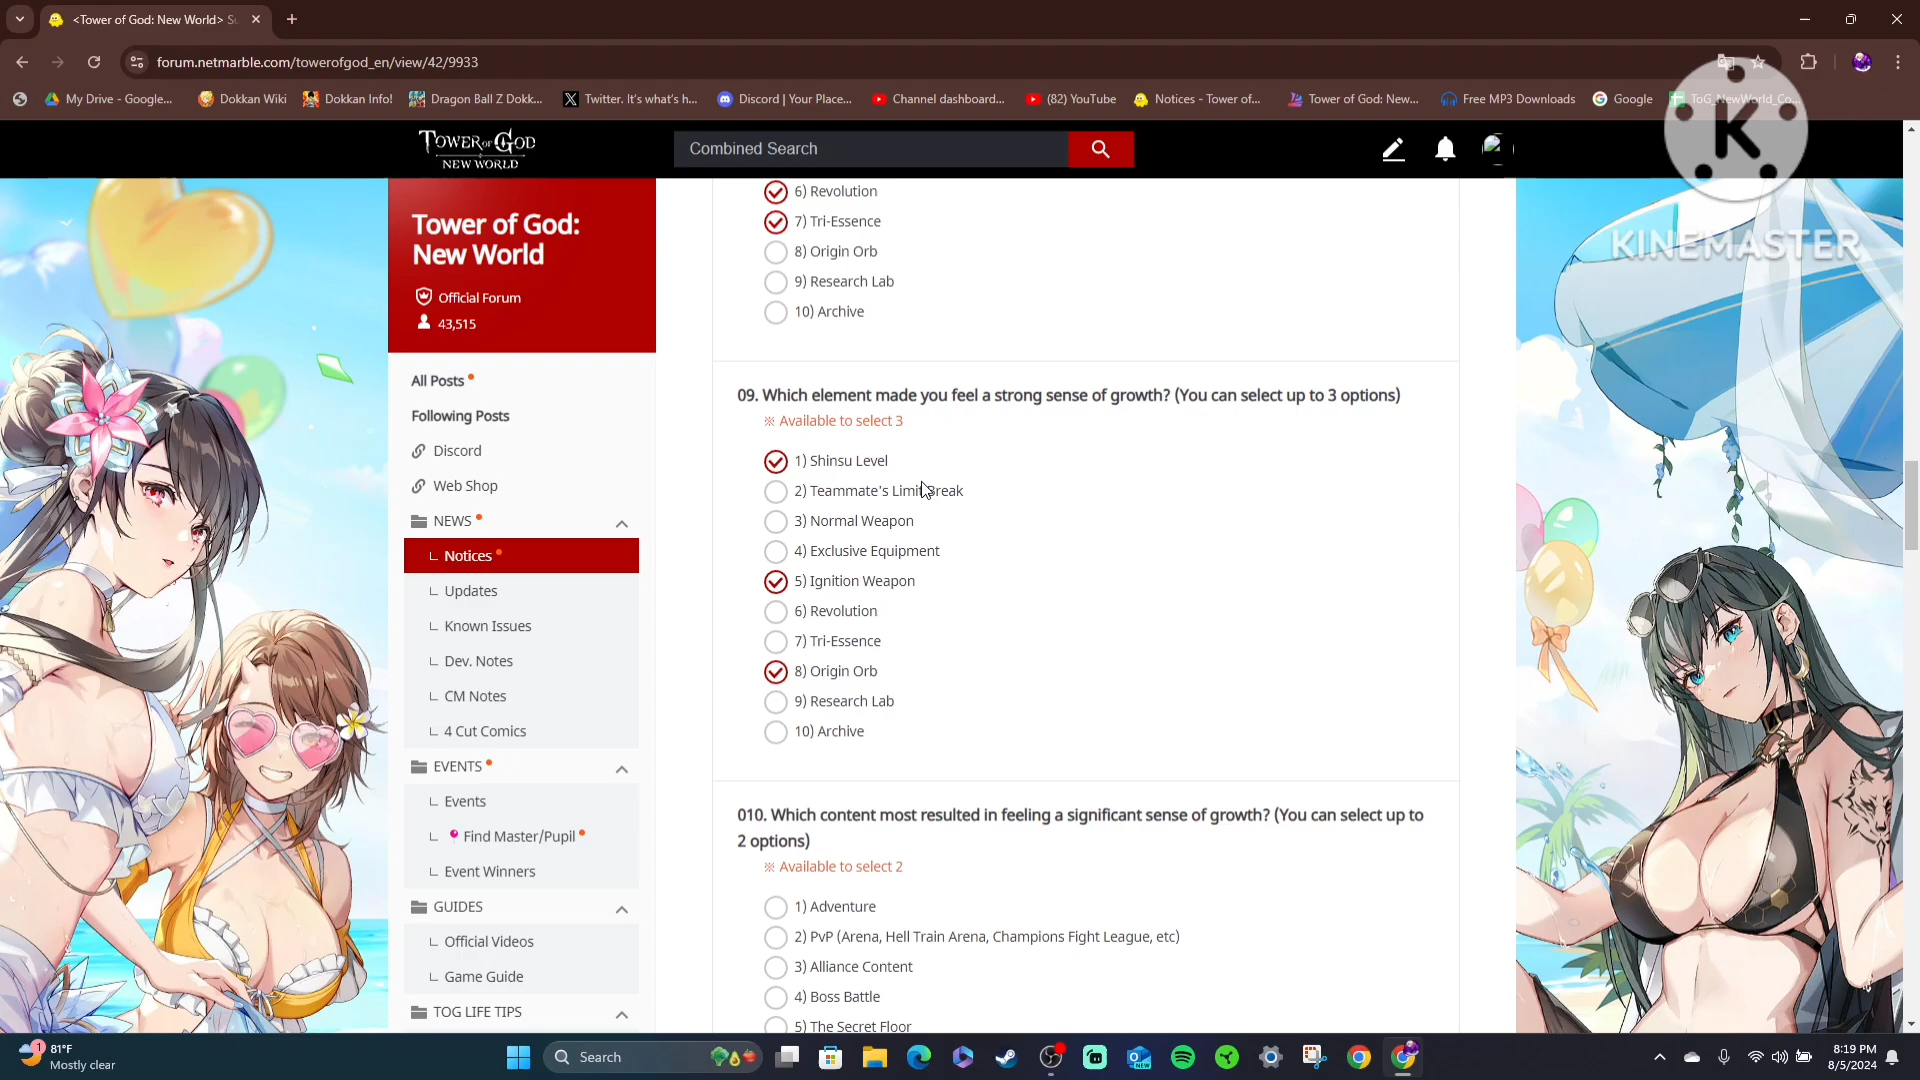 <Tower of God: New World> Su
forum.netmarble.com/towerofgod_en/view/42/9933
My Drive - Google...
Dokkan Wiki
Dokkan Info!
Dragon Ball Z Dokk...
Twitter. It's what's h...
Discord | Your Place...
Channel dashboard...
(82) YouTube
Notices - Tower of...
Tower of God: New...
Free MP3 Downloads
Google
ToG_NewWorld_Co...
K
KINEMASTER
TOWER of GOD
NEW WORLD
Combined Search
Tower of God:
New World
Official Forum
43,515
All Posts
Following Posts
Discord
Web Shop
NEWS
Notices
Updates
Known Issues
Dev. Notes
CM Notes
4 Cut Comics
EVENTS
Events
Find Master/Pupil
Event Winners
GUIDES
Official Videos
Game Guide
TOG LIFE TIPS
6) Revolution
7) Tri-Essence
8) Origin Orb
9) Research Lab
10) Archive
09. Which element made you feel a strong sense of growth? (You can select up to 3 options)
※ Available to select 3
1) Shinsu Level
2) Teammate's Limit Break
3) Normal Weapon
4) Exclusive Equipment
5) Ignition Weapon
6) Revolution
7) Tri-Essence
8) Origin Orb
9) Research Lab
10) Archive
010. Which content most resulted in feeling a significant sense of growth? (You can select up to
2 options)
※ Available to select 2
1) Adventure
2) PvP (Arena, Hell Train Arena, Champions Fight League, etc)
3) Alliance Content
4) Boss Battle
5) The Secret Floor
1
81°F
Mostly clear
Search
NEW
8:19 PM
8/5/2024